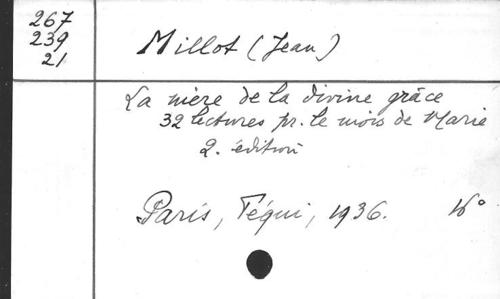 267
239
21
Millot (Jean)
La mère de la divine grâce
32 lectures pr. le mois de Marie
2. édition
Paris, Téqui, 1936. 16°